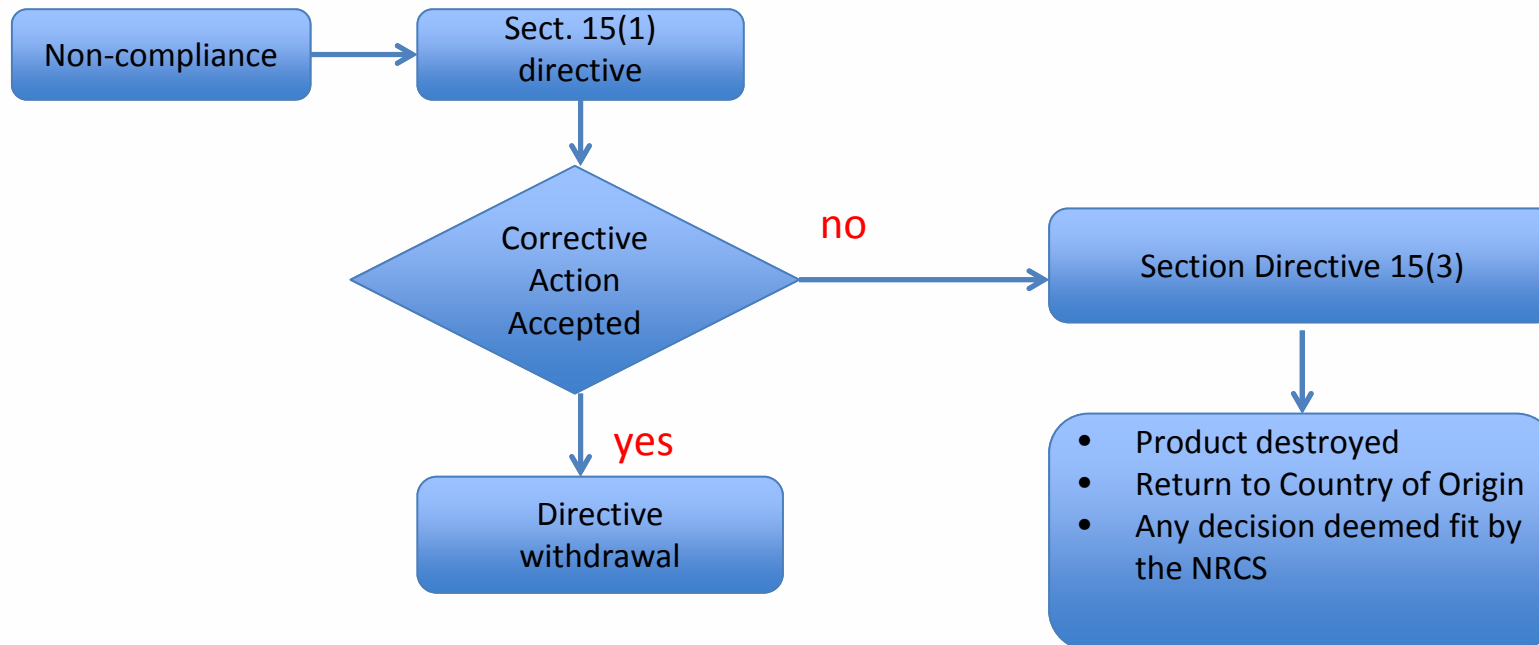 Non-compliance
Sect. 15(1)
directive
Corrective
Action
Accepted
no
Section Directive 15(3)
yes
Directive
withdrawal
• Product destroyed
• Return to Country of Origin
• Any decision deemed fit by
the NRCS